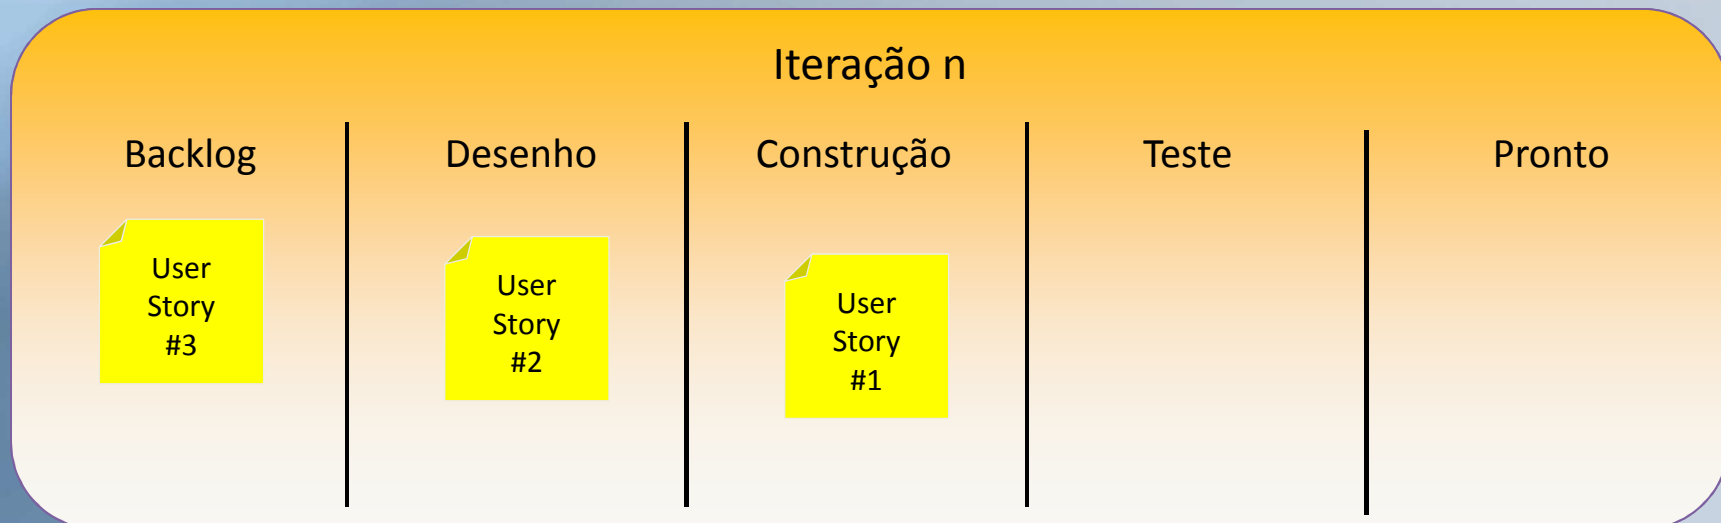 Iteração n
Backlog
Desenho
Construção
Teste
Pronto
User
Story
#3
User
Story
#2
User
Story
#1